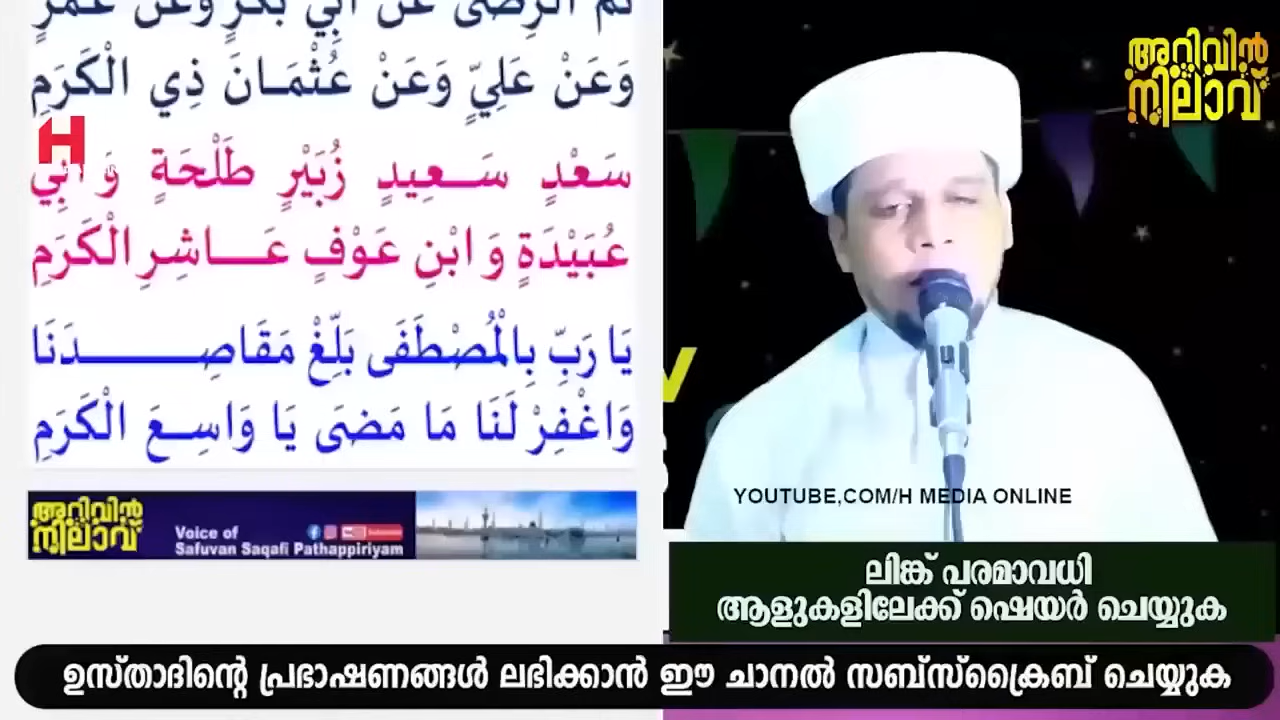 ثُمَّ الرِّضَى عَنْ أَبِي بَكْرٍ وَعَنْ عُمَرٍ
وَعَنْ عَلِيٍّ وَعَنْ عُثْمَانَ ذِي الْكَرَمِ
سَعْدٍ سَعِيدٍ زُبَيْرٍ طَلْحَةٍ وَأَبِي
عُبَيْدَةٍ وَابْنِ عَوْفٍ عَاشِرِ الْكَرَمِ
يَا رَبِّ بِالْمُصْطَفَى بَلِّغْ مَقَاصِدَنَا
وَاغْفِرْ لَنَا مَا مَضَى يَا وَاسِعَ الْكَرَمِ
H
അറിവിൻ
നിലാവ്
Voice of
Safuvan Saqafi Pathappiriyam
അറിവിൻ
നിലാവ്
YOUTUBE,COM/H MEDIA ONLINE
ലിങ്ക് പരമാവധി
ആളുകളിലേക്ക് ഷെയർ ചെയ്യുക
ഉസ്താദിന്റെ പ്രഭാഷണങ്ങൾ ലഭിക്കാൻ ഈ ചാനൽ സബ്സ്ക്രൈബ് ചെയ്യുക